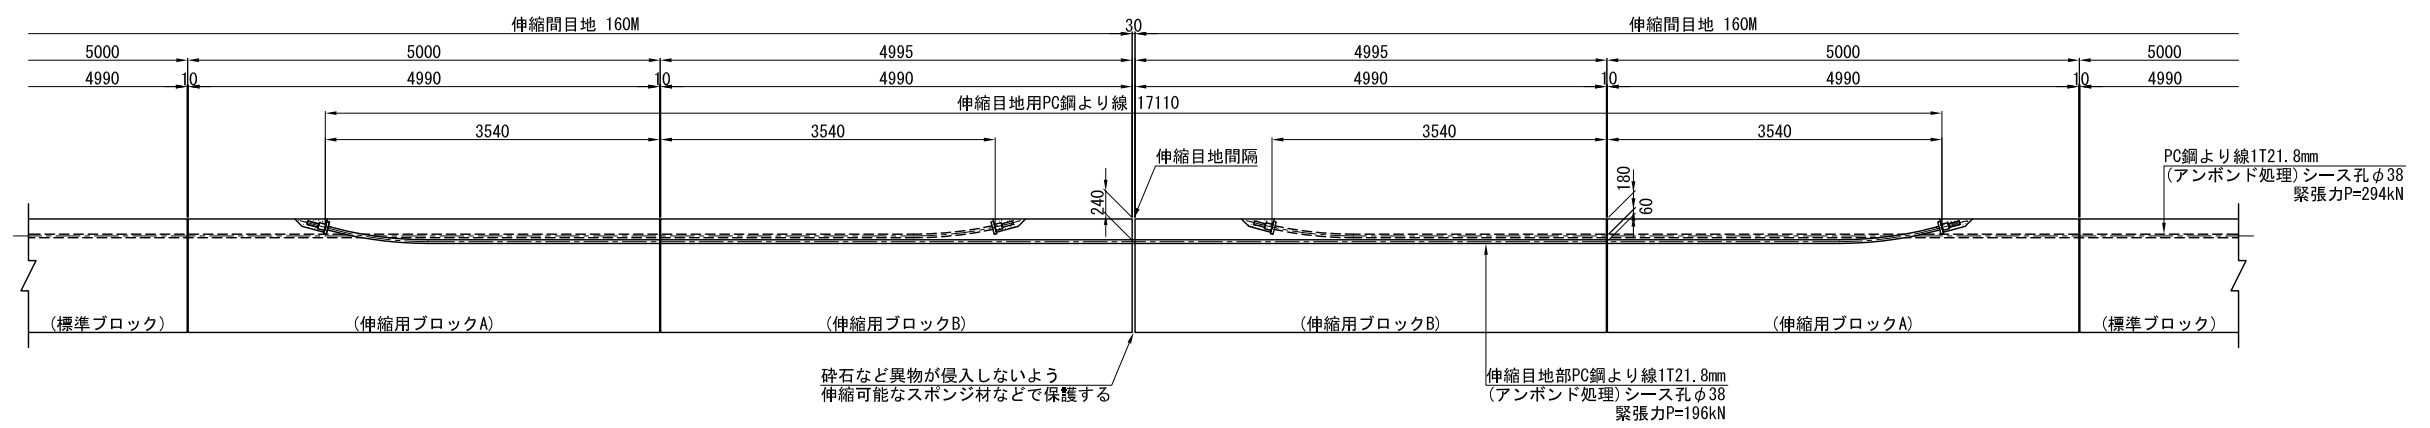 伸縮間目地 160M
30
伸縮間目地 160M
5000
5000
4995
4995
5000
5000
4990
10
4990
10
4990
4990
10
4990
10
4990
伸縮目地用PC鋼より線 17110
3540
3540
3540
3540
伸縮目地間隔
240
180
60
PC鋼より線1T21.8mm
(アンボンド処理)シース孔φ38
緊張力P=294kN
(標準ブロック)
(伸縮用ブロックA)
(伸縮用ブロックB)
(伸縮用ブロックB)
(伸縮用ブロックA)
(標準ブロック)
砕石など異物が侵入しないよう
伸縮可能なスポンジ材などで保護する
伸縮目地部PC鋼より線1T21.8mm
(アンボンド処理)シース孔φ38
緊張力P=196kN